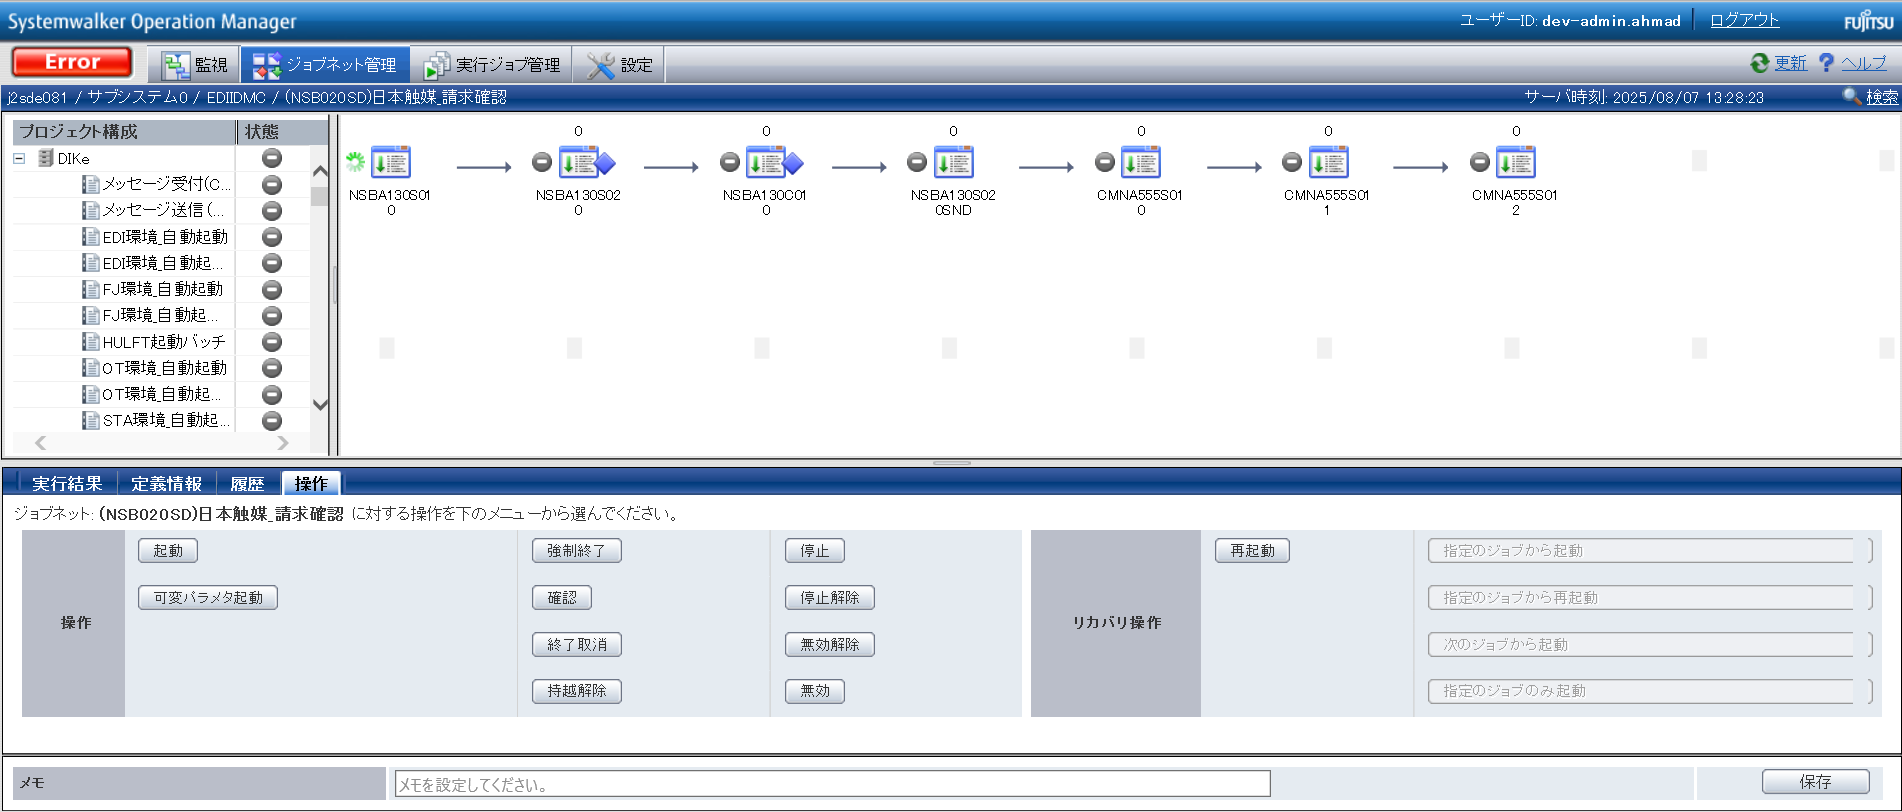 Systemwalker Operation Manager
ユーザーID: dev-admin.ahmad
ログアウト
FUJITSU
Error
監視
ジョブネット管理
実行ジョブ管理
設定
更新
ヘルプ
j2sde081 / サブシステム0 / EDIIDMC / (NSB020SD)日本触媒_請求確認
サーバ時刻: 2025/08/07 13:28:23
検索
プロジェクト構成
状態
DIKe
メッセージ受付(C...
メッセージ送信(...
EDI環境_自動起動
EDI環境_自動起...
FJ環境_自動起動
FJ環境_自動起...
HULFT起動バッチ
OT環境_自動起動
OT環境_自動起...
STA環境_自動起...
0 0 0 0 0 0
NSBA130S01
0
NSBA130S02
0
NSBA130C01
0
NSBA130S02
0SND
CMNA555S01
0
CMNA555S01
1
CMNA555S01
2
実行結果
定義情報
履歴
操作
ジョブネット: (NSB020SD)日本触媒_請求確認 に対する操作を下のメニューから選んでください。
操作
起動
可変パラメタ起動
強制終了
確認
終了取消
持越解除
停止
停止解除
無効解除
無効
リカバリ操作
再起動
指定のジョブから起動
指定のジョブから再起動
次のジョブから起動
指定のジョブのみ起動
メモ
メモを設定してください。
保存